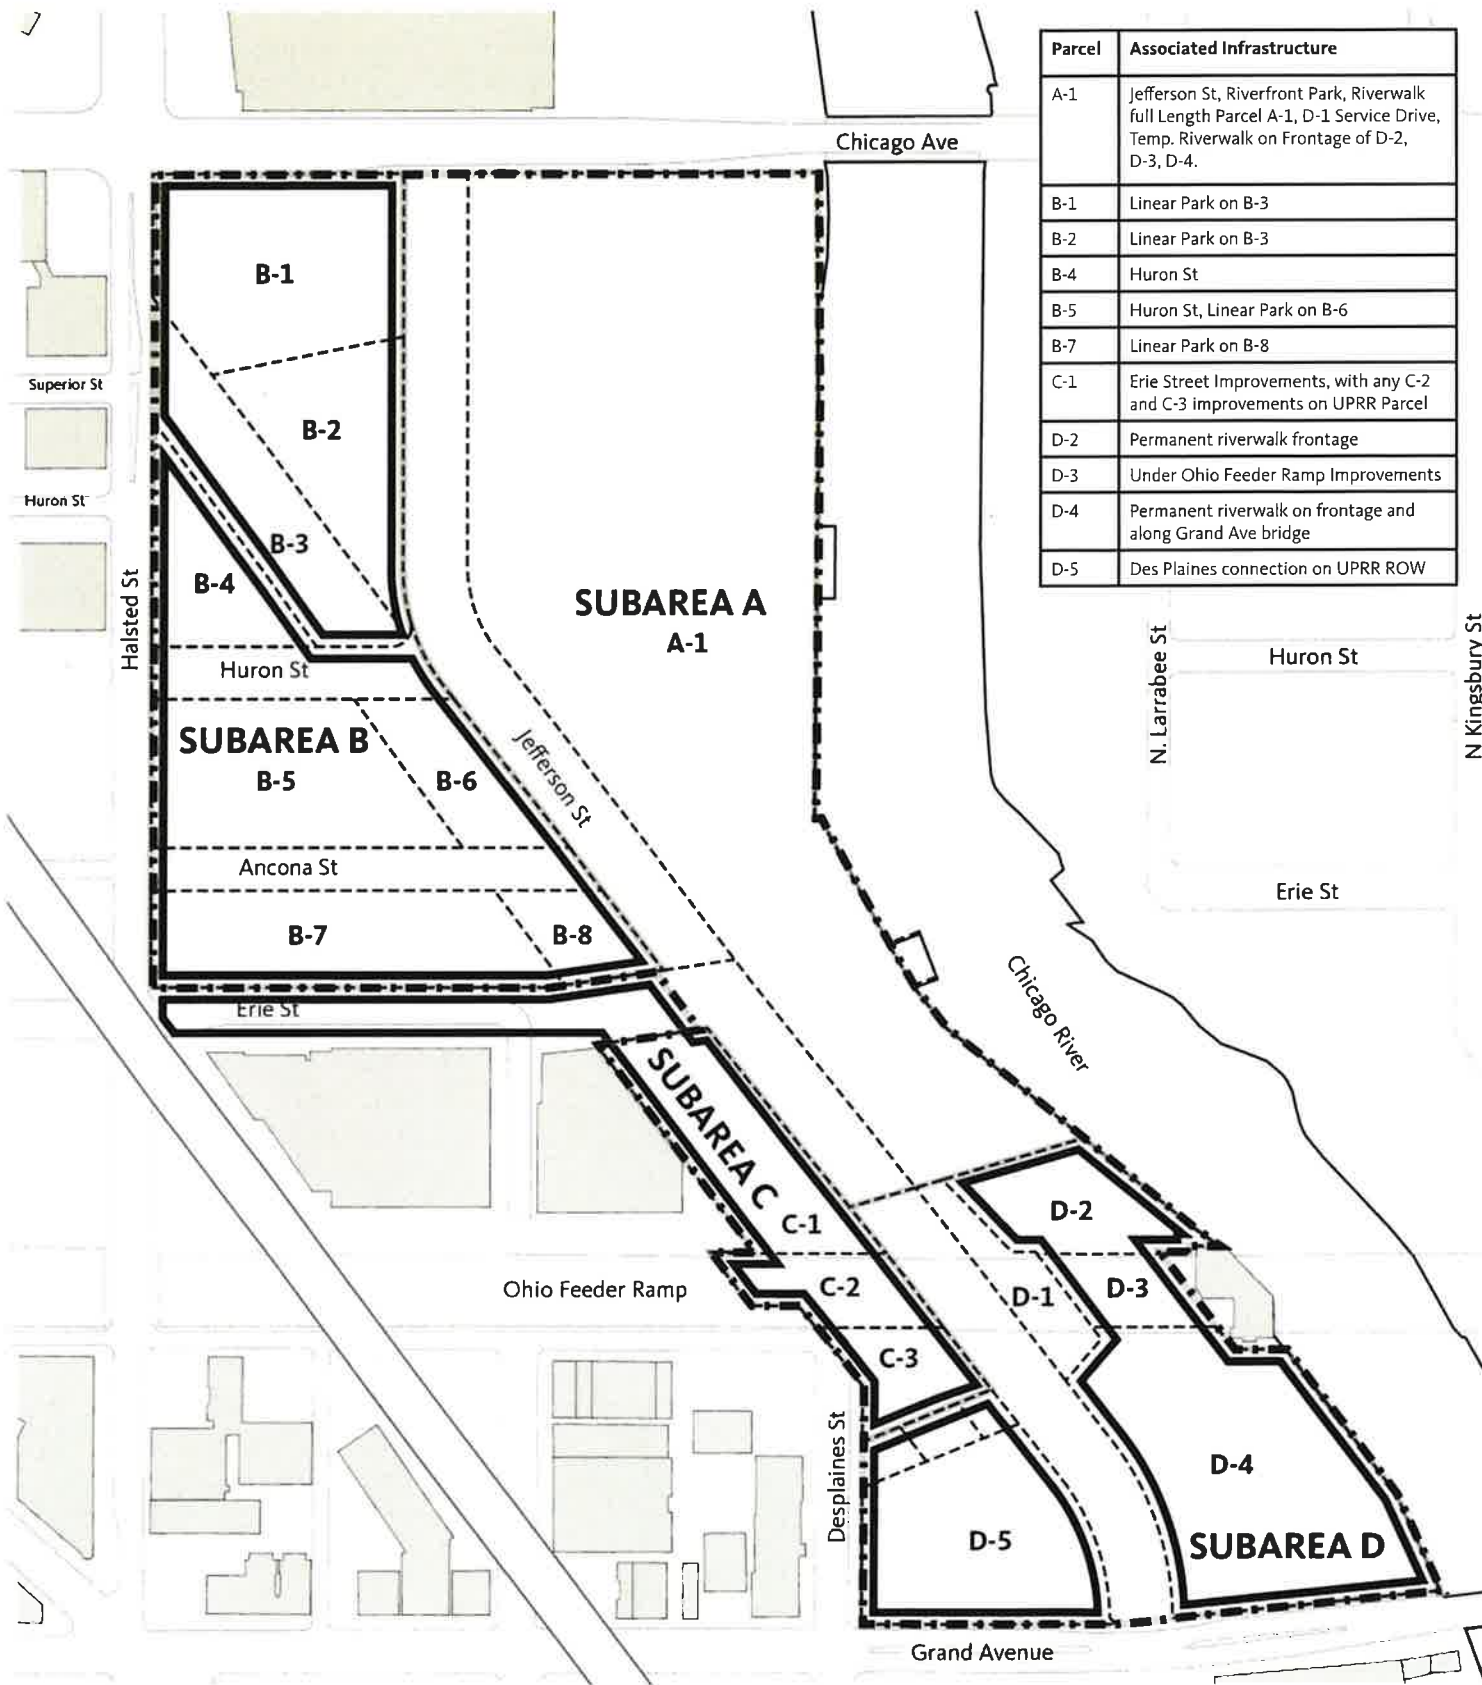 Chicago Ave
Parcel Associated Infrastructure
A-1 Jefferson St, Riverfront Park, Riverwalk
full Length Parcel A-1, D-1 Service Drive,
Temp. Riverwalk on Frontage of D-2,
D-3, D-4.
B-1 Linear Park on B-3
B-2 Linear Park on B-3
B-4 Huron St
B-5 Huron St, Linear Park on B-6
B-7 Linear Park on B-8
C-1 Erie Street Improvements, with any C-2
and C-3 improvements on UPRR Parcel
D-2 Permanent riverwalk frontage
D-3 Under Ohio Feeder Ramp Improvements
D-4 Permanent riverwalk on frontage and
along Grand Ave bridge
D-5 Des Plaines connection on UPRR ROW
B-1
Superior St
B-2
Huron St
B-3
B-4
Halsted St
SUBAREA A
A-1
Huron St
N. Larrabee St
Huron St
N Kingsbury St
SUBAREA B
B-5
B-6
Jefferson St
Ancona St
Erie St
B-7
B-8
Chicago River
Erie St
SUBAREA C
C-1
D-2
Ohio Feeder Ramp
C-2
D-1
D-3
C-3
Desplaines St
D-4
D-5
SUBAREA D
Grand Avenue